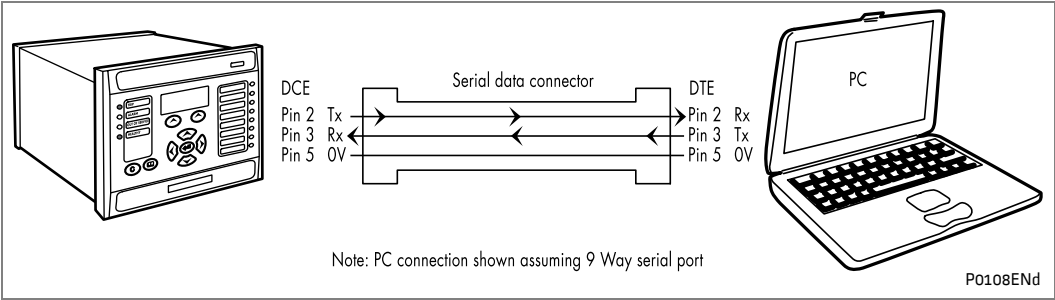 Serial data connector
DCE
DTE
PC
Pin 2 Tx
Pin 2 Rx
Pin 3 Rx
Pin 3 Tx
Pin 5 0V
Pin 5 0V
Note: PC connection shown assuming 9 Way serial port
P0108ENd